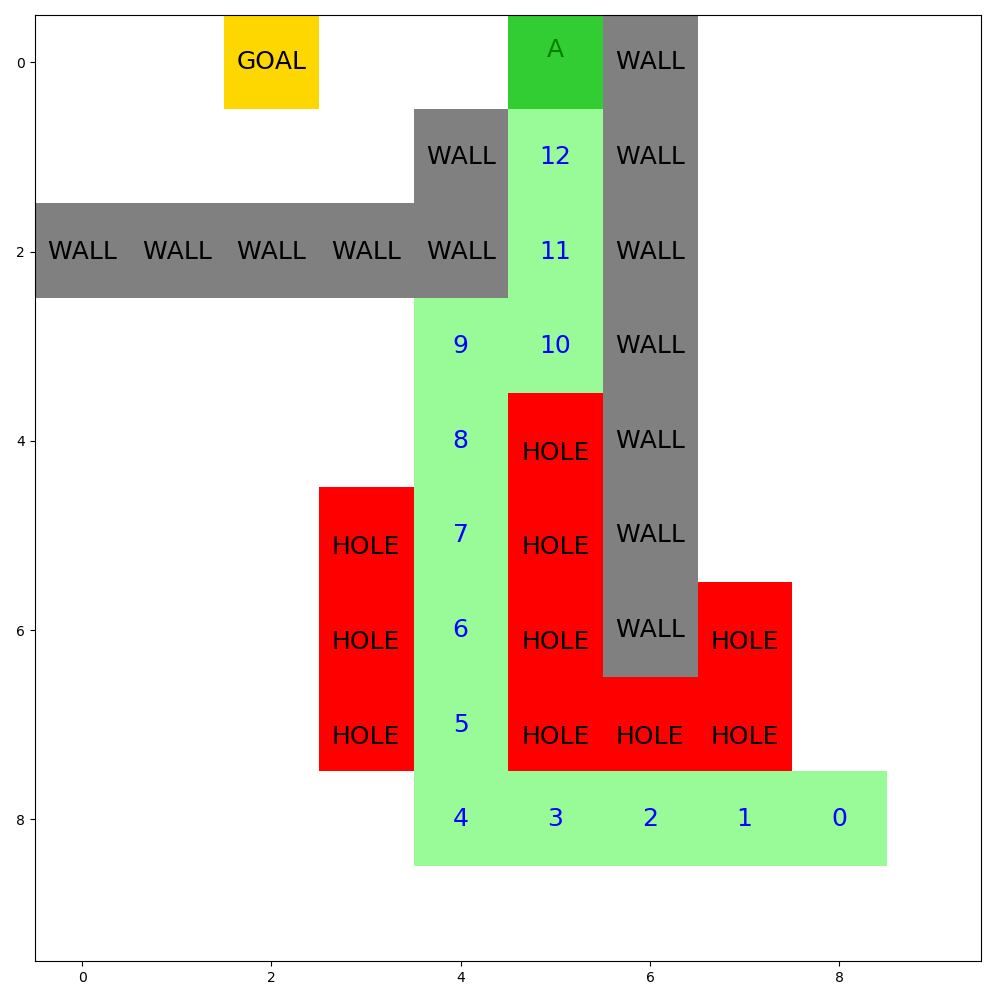 GOAL A WALL
0
WALL 12 WALL
WALL WALL WALL WALL WALL 11 WALL
2
9 10 WALL
8 HOLE WALL
4
HOLE 7 HOLE WALL
HOLE 6 HOLE WALL HOLE
6
HOLE 5 HOLE HOLE HOLE
4 3 2 1 0
8
0 2 4 6 8